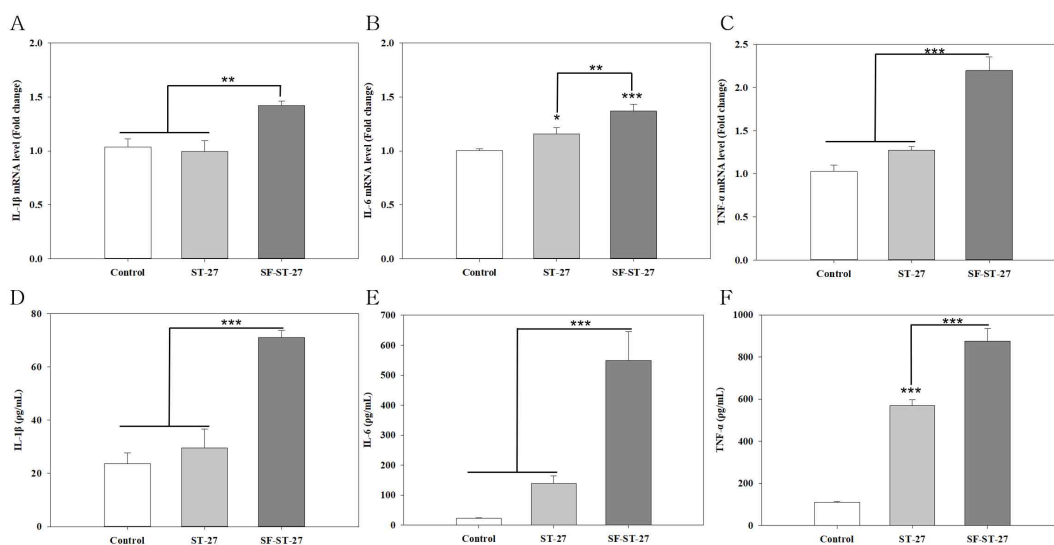 A
IL-1β mRNA level (Fold change)
2.0
1.5
1.0
0.5
0.0
**
Control
ST-27
SF-ST-27
B
IL-6 mRNA level (Fold change)
2.0
1.5
1.0
0.5
0.0
**
***
*
Control
ST-27
SF-ST-27
C
TNF-α mRNA level (Fold change)
2.5
2.0
1.5
1.0
0.5
0.0
***
Control
ST-27
SF-ST-27
D
IL-1β (pg/mL)
80
60
40
20
0
***
Control
ST-27
SF-ST-27
E
IL-6 (pg/mL)
700
600
500
400
300
200
100
0
***
Control
ST-27
SF-ST-27
F
TNF-α (pg/mL)
1000
800
600
400
200
0
***
***
Control
ST-27
SF-ST-27